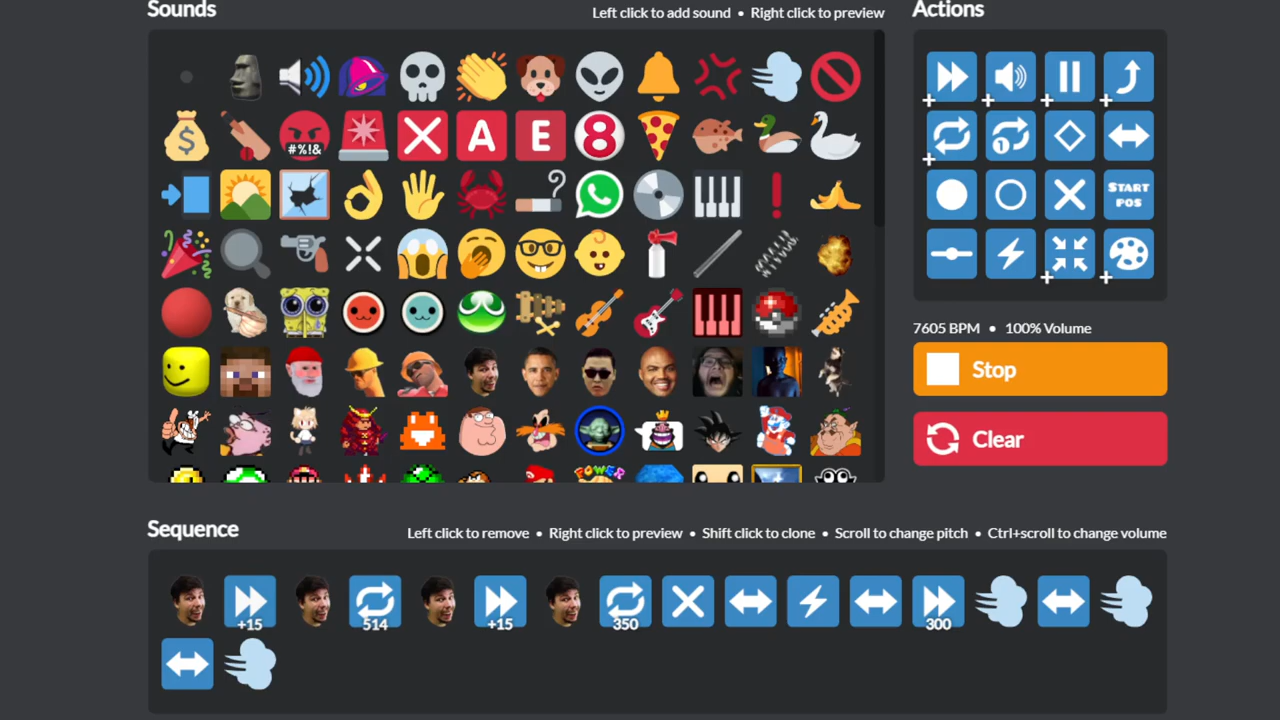 Sounds
Left click to add sound • Right click to preview
Actions
#%!&
A
E
8
1
START
POS
7605 BPM • 100% Volume
Stop
Clear
POWER
Sequence
Left click to remove • Right click to preview • Shift click to clone • Scroll to change pitch • Ctrl+scroll to change volume
+15
514
+15
350
300